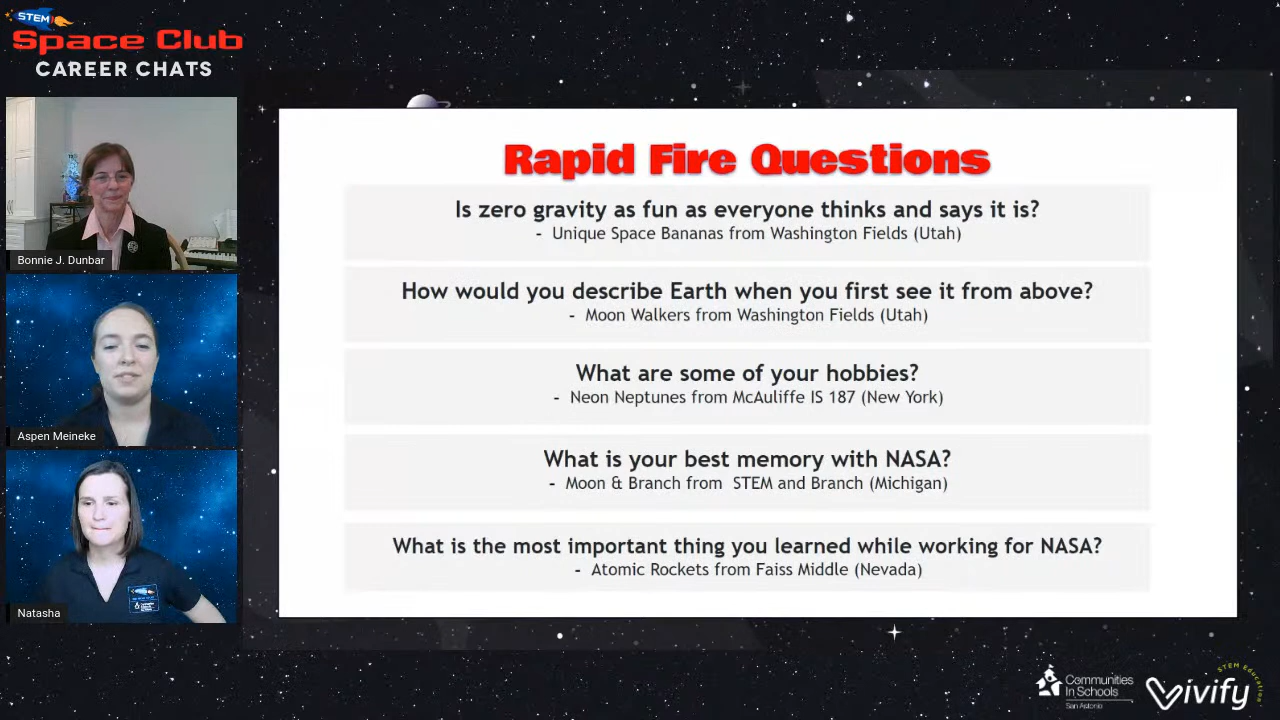 STEM
Space Club
CAREER CHATS
Bonnie J. Dunbar
Aspen Meineke
Natasha
Rapid Fire Questions
Is zero gravity as fun as everyone thinks and says it is?
- Unique Space Bananas from Washington Fields (Utah)
How would you describe Earth when you first see it from above?
- Moon Walkers from Washington Fields (Utah)
What are some of your hobbies?
- Neon Neptunes from McAuliffe IS 187 (New York)
What is your best memory with NASA?
- Moon & Branch from STEM and Branch (Michigan)
What is the most important thing you learned while working for NASA?
- Atomic Rockets from Faiss Middle (Nevada)
Communities
In Schools
San Antonio
Vivify
STEM Education